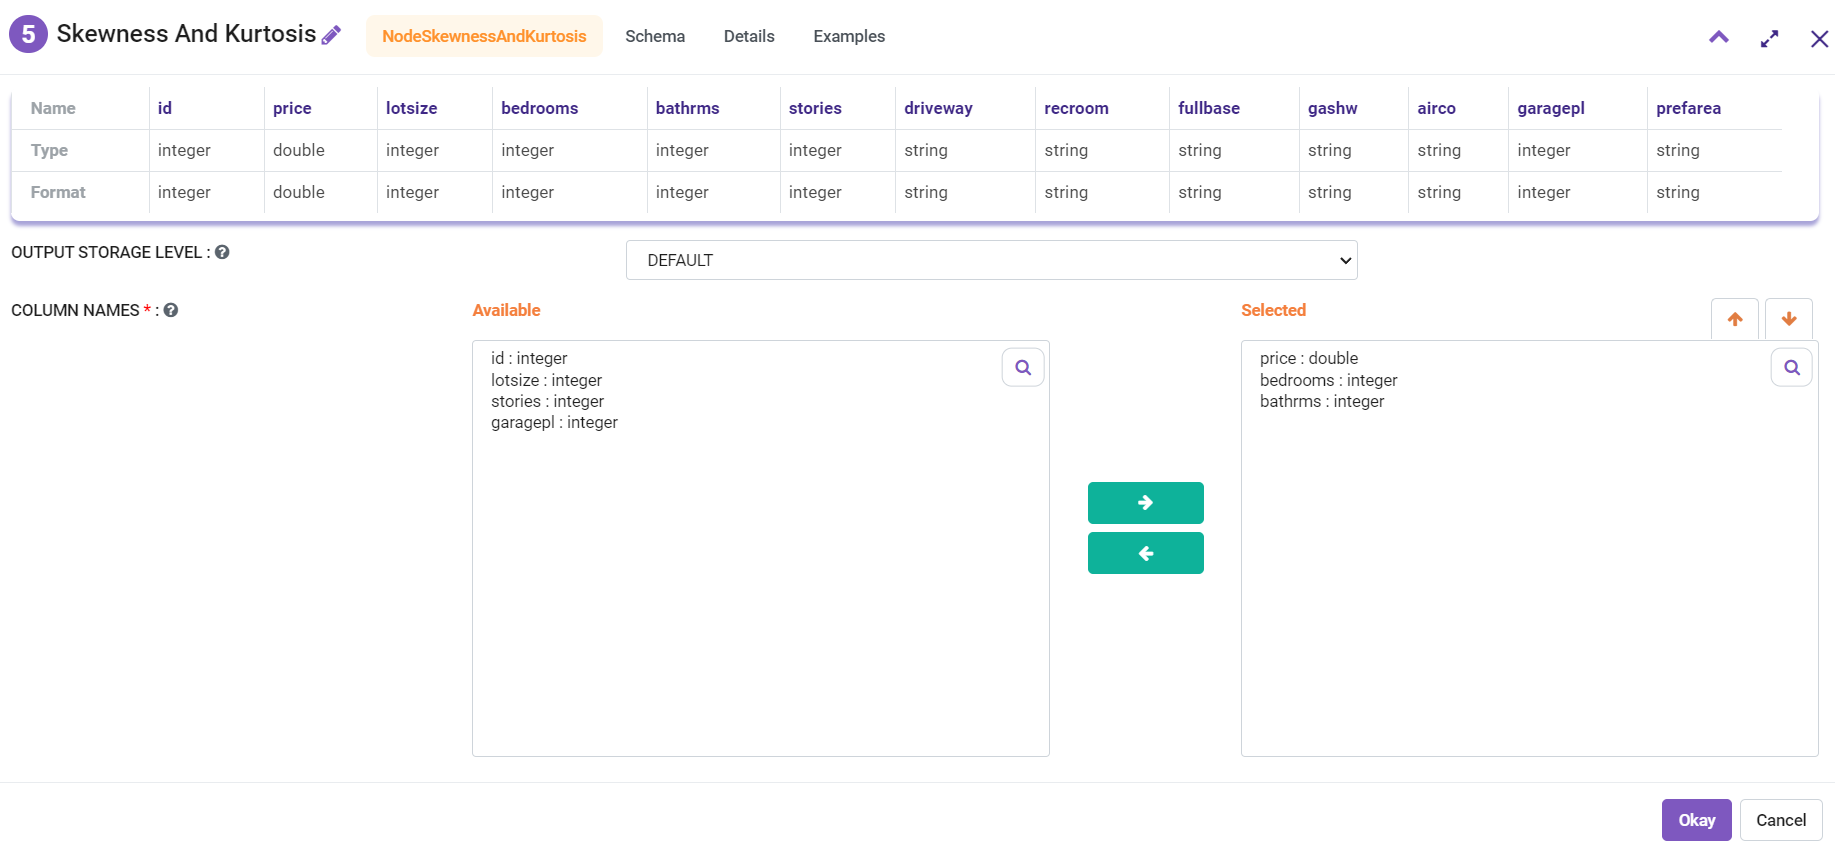 5 Skewness And Kurtosis NodeSkewnessAndKurtosis Schema Details Examples
Name id price lotsize bedrooms bathrms stories driveway recroom fullbase gashw airco garagepl prefarea
Type integer double integer integer integer integer string string string string string integer string
Format integer double integer integer integer integer string string string string string integer string
OUTPUT STORAGE LEVEL : ?
DEFAULT
COLUMN NAMES * : ?
Available
id : integer
lotsize : integer
stories : integer
garagepl : integer
Selected
price : double
bedrooms : integer
bathrms : integer
Okay Cancel